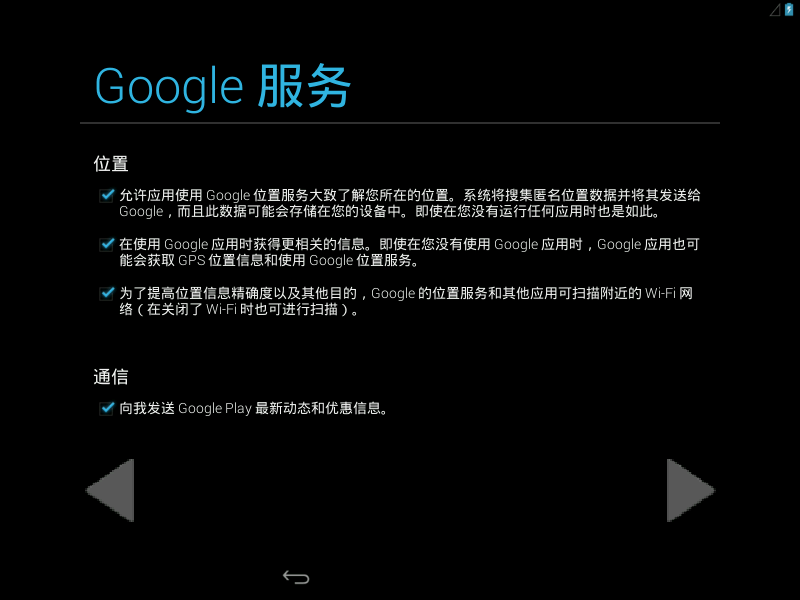 Google 服务
位置
允许应用使用 Google 位置服务大致了解您所在的位置。系统将搜集匿名位置数据并将其发送给
Google，而且此数据可能会存储在您的设备中。即使在您没有运行任何应用时也是如此。
在使用 Google 应用时获得更相关的信息。即使在您没有使用 Google 应用时，Google 应用也可
能会获取 GPS 位置信息和使用 Google 位置服务。
为了提高位置信息精确度以及其他目的，Google 的位置服务和其他应用可扫描附近的 Wi-Fi 网
络（在关闭了 Wi-Fi 时也可进行扫描）。
通信
向我发送 Google Play 最新动态和优惠信息。